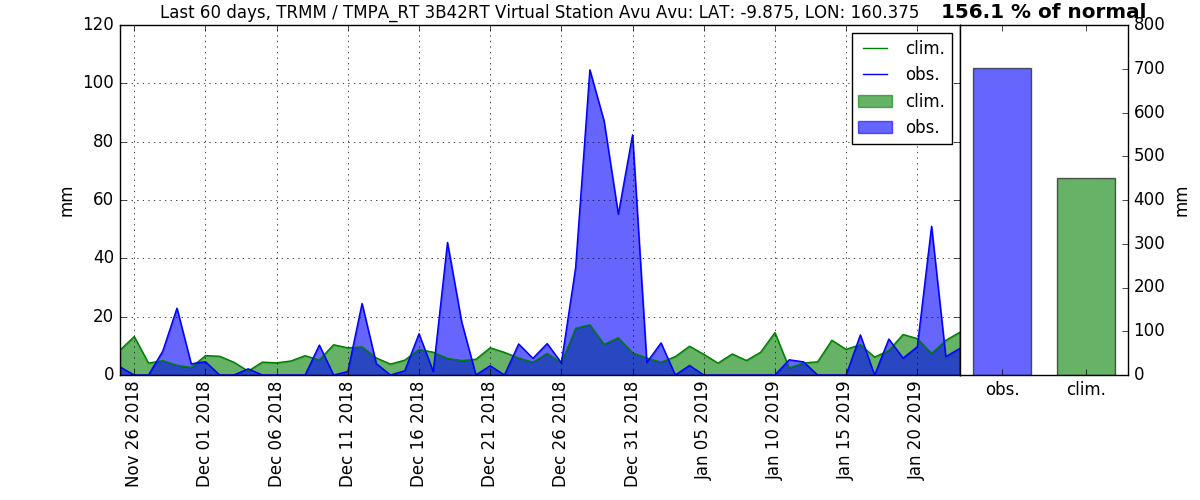 Last 60 days, TRMM / TMPA_RT 3B42RT Virtual Station Avu Avu: LAT: -9.875, LON: 160.375
156.1 % of normal
120
100
80
60
40
20
0
mm
clim.
obs.
clim.
obs.
800
700
600
500
400
300
200
100
0
mm
Nov 26 2018
Dec 01 2018
Dec 06 2018
Dec 11 2018
Dec 16 2018
Dec 21 2018
Dec 26 2018
Dec 31 2018
Jan 05 2019
Jan 10 2019
Jan 15 2019
Jan 20 2019
obs.
clim.